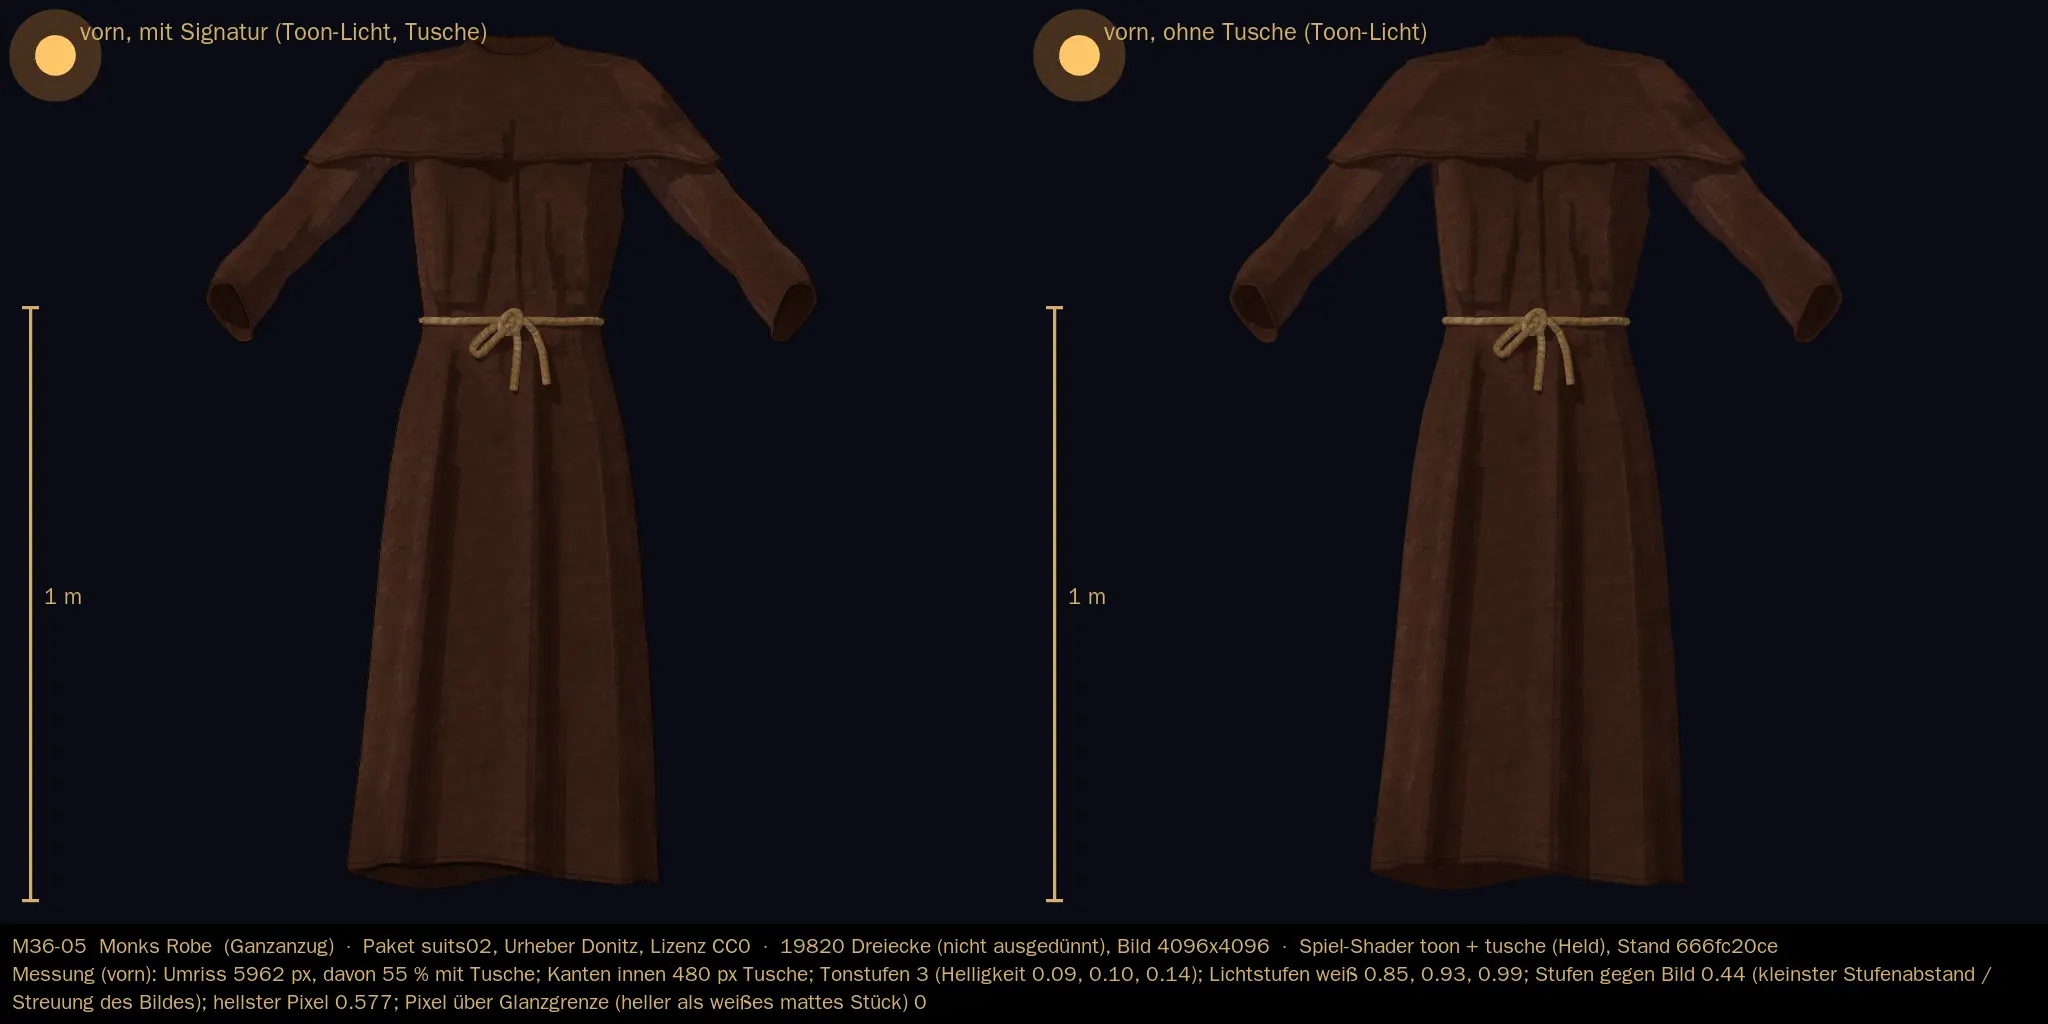 vorn, mit Signatur (Toon-Licht, Tusche)
vorn, ohne Tusche (Toon-Licht)
1 m
1 m
M36-05 Monks Robe (Ganzanzug) · Paket suits02, Urheber Donitz, Lizenz CC0 · 19820 Dreiecke (nicht ausgedünnt), Bild 4096x4096 · Spiel-Shader toon + tusche (Held), Stand 666fc20ce
Messung (vorn): Umriss 5962 px, davon 55 % mit Tusche; Kanten innen 480 px Tusche; Tonstufen 3 (Helligkeit 0.09, 0.10, 0.14); Lichtstufen weiß 0.85, 0.93, 0.99; Stufen gegen Bild 0.44 (kleinster Stufenabstand /
Streuung des Bildes); hellster Pixel 0.577; Pixel über Glanzgrenze (heller als weißes mattes Stück) 0